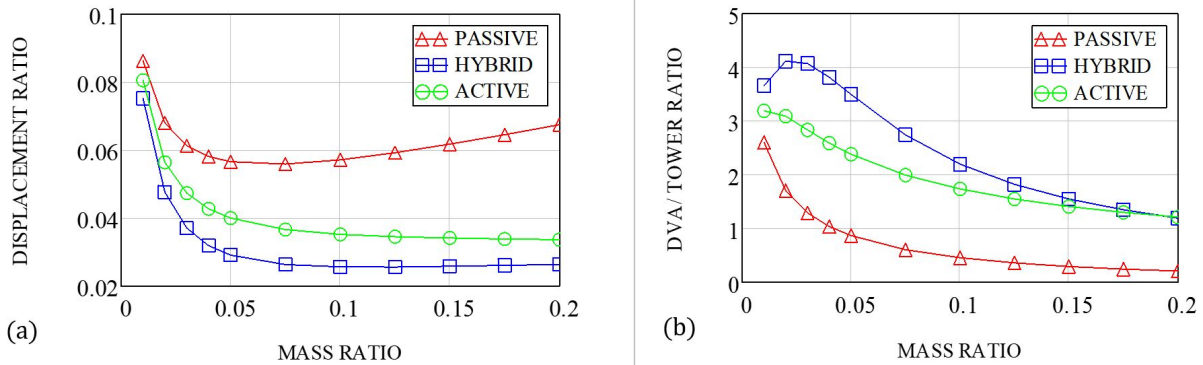 DISPLACEMENT RATIO
0.1
0.08
0.06
0.04
0.02
PASSIVE
HYBRID
ACTIVE
0
0.05
0.1
0.15
0.2
MASS RATIO
(a)
DVA/ TOWER RATIO
5
4
3
2
1
0
PASSIVE
HYBRID
ACTIVE
0
0.05
0.1
0.15
0.2
MASS RATIO
(b)